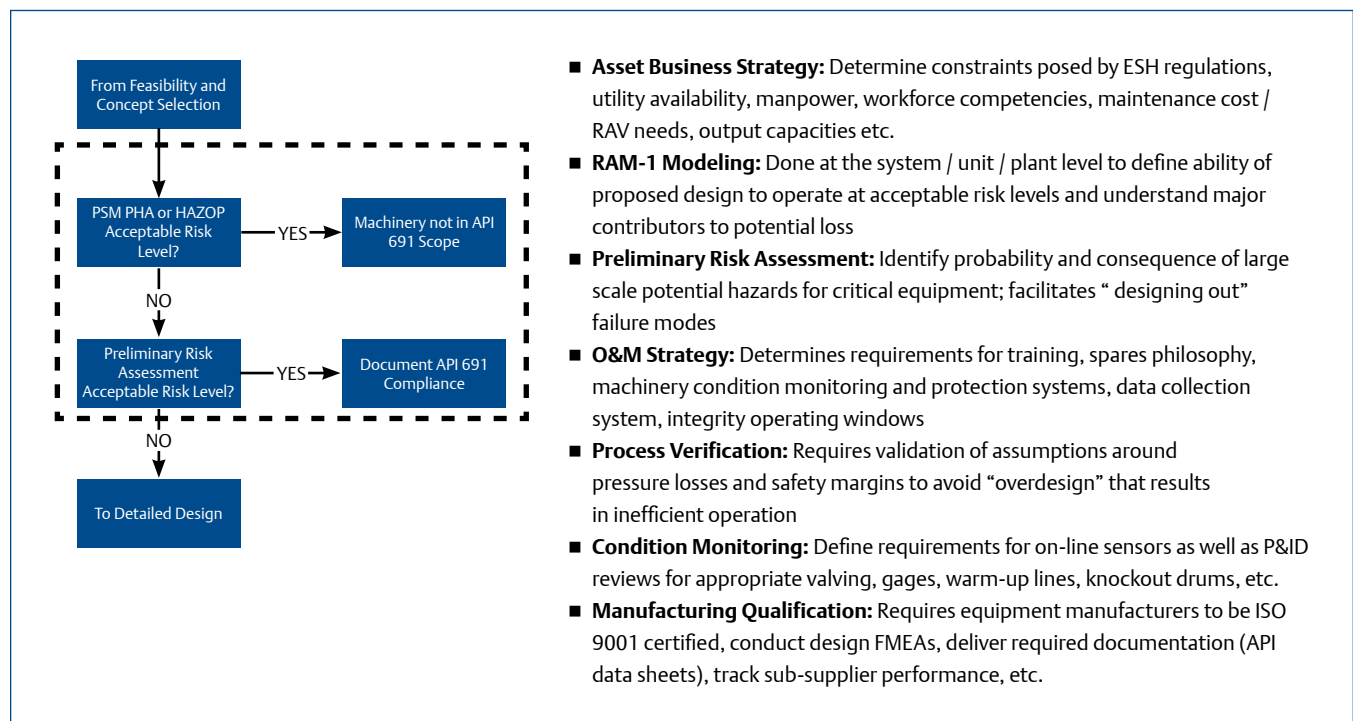 From Feasibility and
Concept Selection
PSM PHA or HAZOP
Acceptable Risk
Level?
YES
Machinery not in API
691 Scope
NO
Preliminary Risk
Assessment
Acceptable Risk Level?
YES
Document API 691
Compliance
NO
To Detailed Design
■ Asset Business Strategy: Determine constraints posed by ESH regulations,
utility availability, manpower, workforce competencies, maintenance cost /
RAV needs, output capacities etc.
■ RAM-1 Modeling: Done at the system / unit / plant level to define ability of
proposed design to operate at acceptable risk levels and understand major
contributors to potential loss
■ Preliminary Risk Assessment: Identify probability and consequence of large
scale potential hazards for critical equipment; facilitates “ designing out”
failure modes
■ O&M Strategy: Determines requirements for training, spares philosophy,
machinery condition monitoring and protection systems, data collection
system, integrity operating windows
■ Process Verification: Requires validation of assumptions around
pressure losses and safety margins to avoid “overdesign” that results
in inefficient operation
■ Condition Monitoring: Define requirements for on-line sensors as well as P&ID
reviews for appropriate valving, gages, warm-up lines, knockout drums, etc.
■ Manufacturing Qualification: Requires equipment manufacturers to be ISO
9001 certified, conduct design FMEAs, deliver required documentation (API
data sheets), track sub-supplier performance, etc.